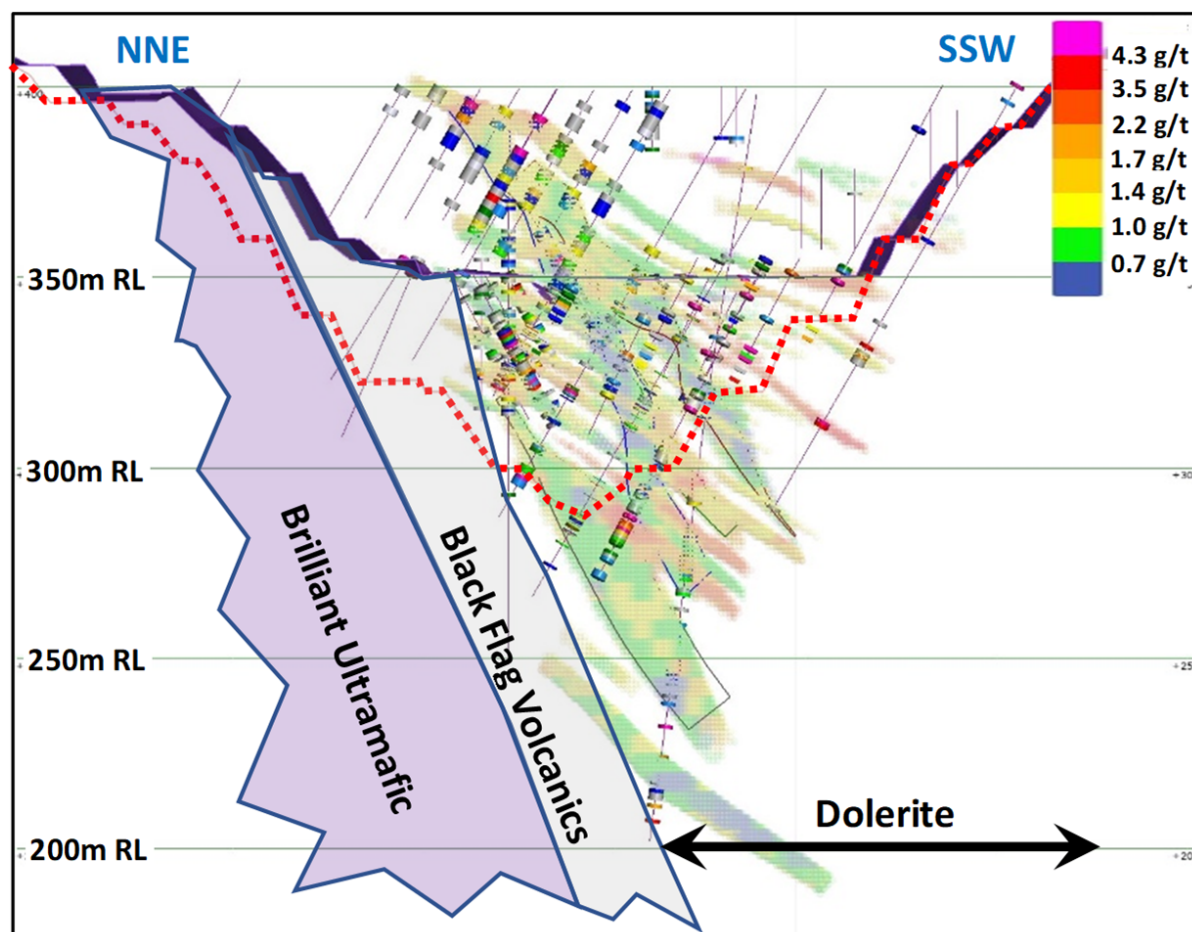 NNE
SSW
4.3 g/t
3.5 g/t
2.2 g/t
1.7 g/t
1.4 g/t
1.0 g/t
0.7 g/t
350m RL
300m RL
250m RL
200m RL
Brilliant Ultramafic
Black Flag Volcanics
Dolerite